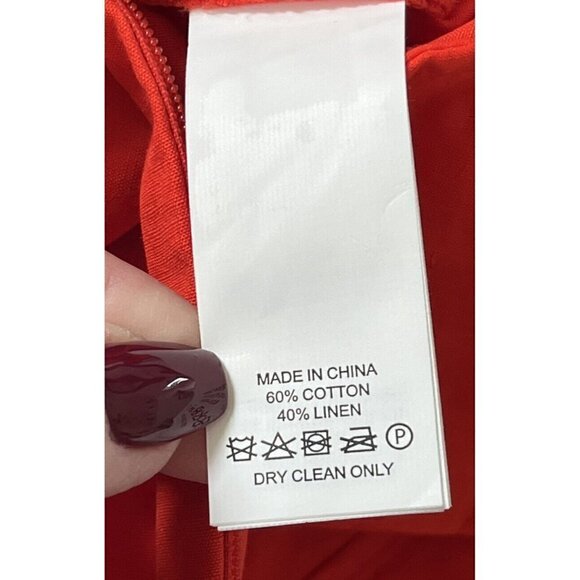 MADE IN CHINA
60% COTTON
40% LINEN
P
DRY CLEAN ONLY